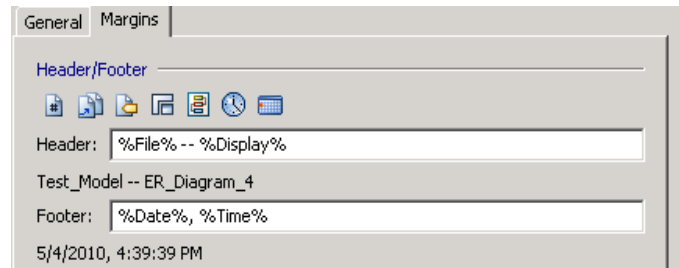 General Margins
Header/Footer
#
Header: %File% -- %Display%
Test_Model -- ER_Diagram_4
Footer: %Date%, %Time%
5/4/2010, 4:39:39 PM